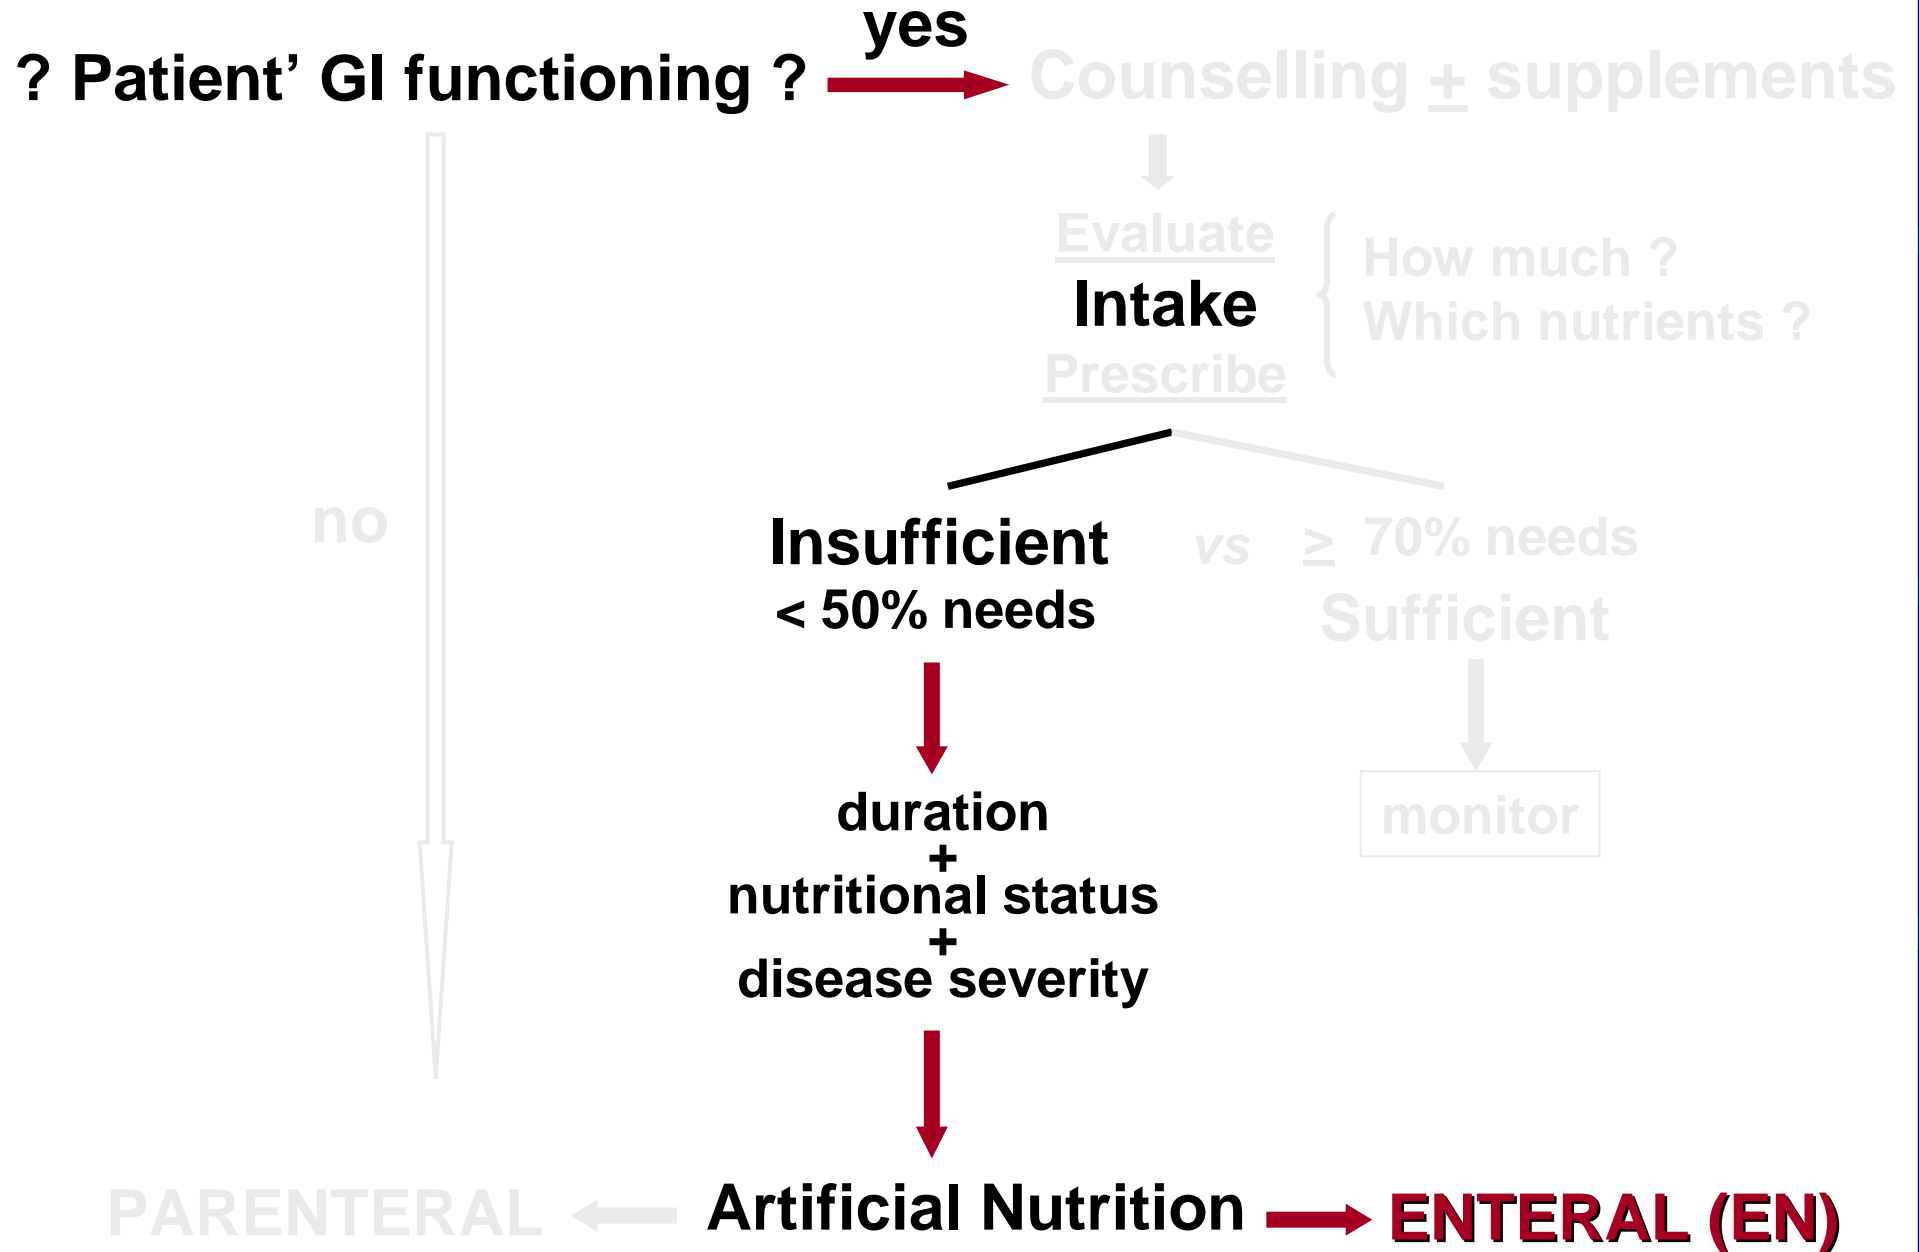 yes
? Patient’ GI functioning ?
Counselling ± supplements
Evaluate
How much ?
Intake
Which nutrients ?
Prescribe
no
Insufficient
vs
≥ 70% needs
< 50% needs
Sufficient
duration
+
nutritional status
+
disease severity
monitor
PARENTERAL
Artificial Nutrition
ENTERAL (EN)